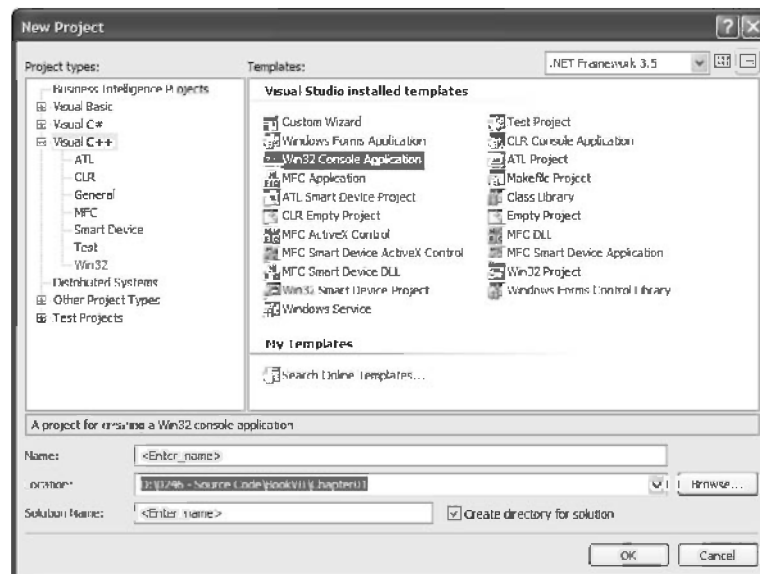 New Project
Project types:
Templates:
.NET Framework 3.5
Business Intelligence Projects
Visual Basic
Visual C#
Visual C++
ATL
CLR
General
MFC
Smart Device
Test
Win32
Distributed Systems
Other Project Types
Test Projects
Visual Studio installed templates
Custom Wizard
Windows Forms Application
Win32 Console Application
MFC Application
ATL Smart Device Project
CLR Empty Project
MFC ActiveX Control
MFC Smart Device ActiveX Control
MFC Smart Device DLL
Win32 Smart Device Project
Windows Service
Test Project
CLR Console Application
ATL Project
Makefile Project
Class Library
Empty Project
MFC DLL
MFC Smart Device Application
Win32 Project
Windows Forms Control Library
My Templates
Search Online Templates...
A project for creating a Win32 console application
Name:
<Enter_name>
Location:
D:\0246 - Source Code\BookVII\Chapter01
Browse...
Solution Name:
<Enter_name>
Create directory for solution
OK
Cancel